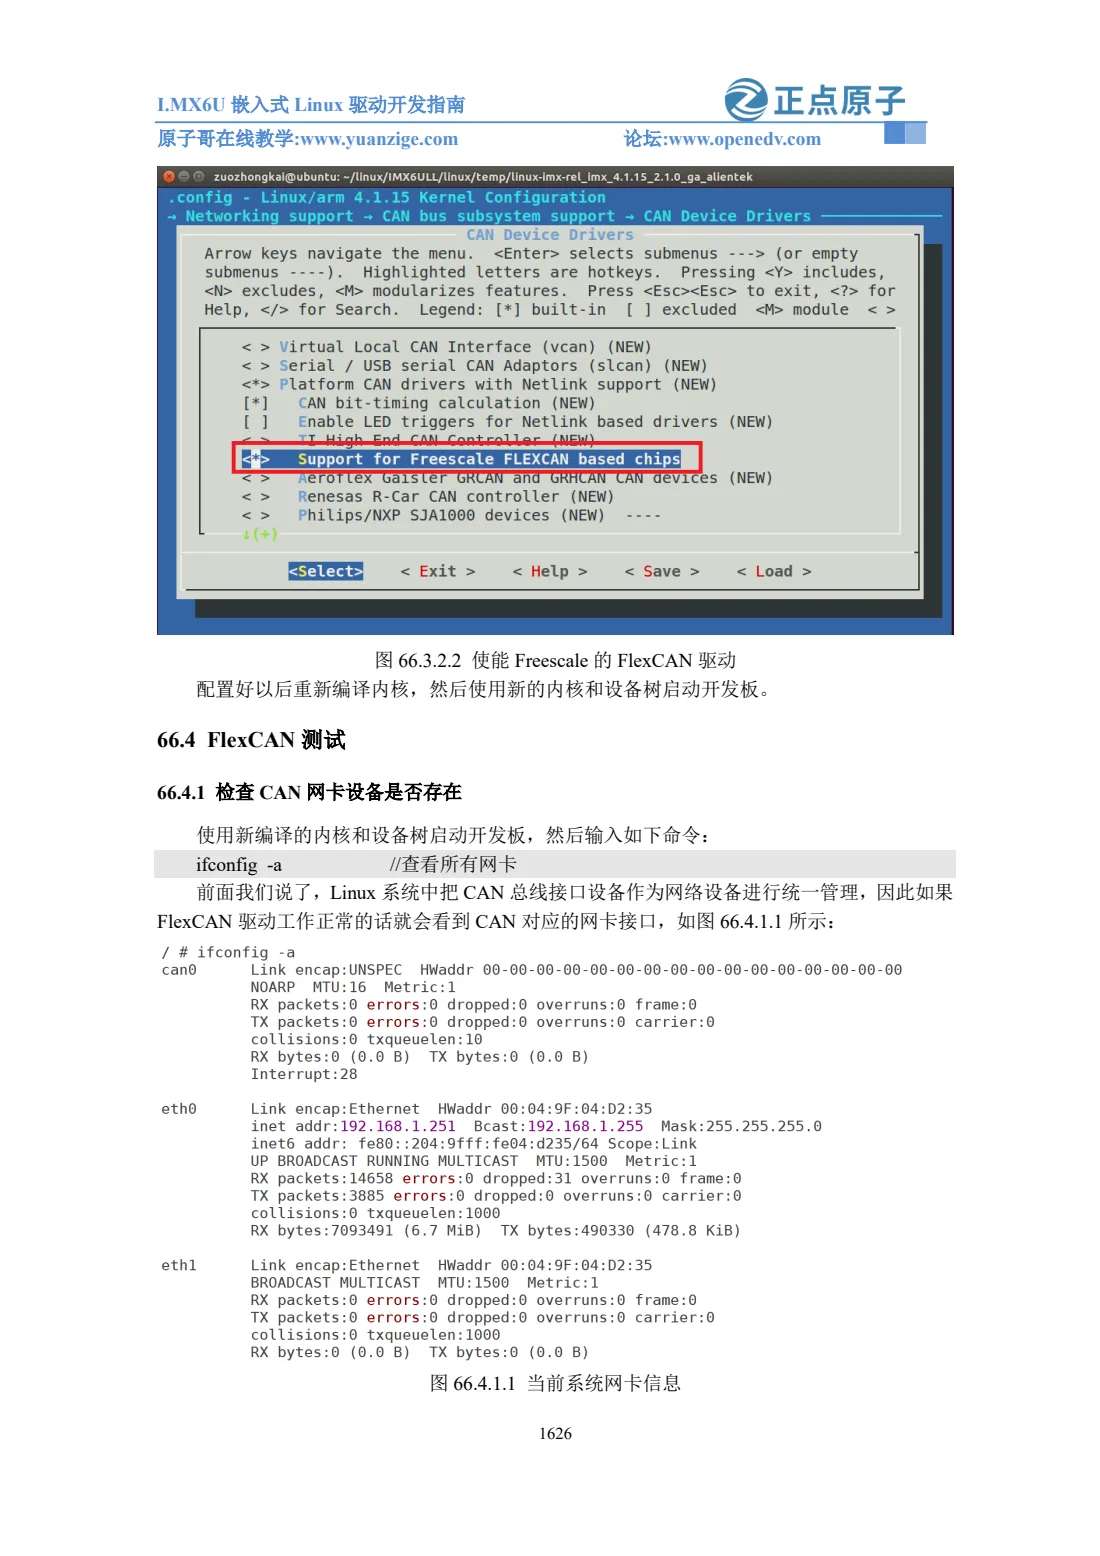 I.MX6U 嵌入式 Linux 驱动开发指南
正点原子
原子哥在线教学:www.yuanzige.com 论坛:www.openedv.com
zuozhongkai@ubuntu: ~/linux/IMX6ULL/linux/temp/linux-imx-rel_imx_4.1.15_2.1.0_ga_alientek
.config - Linux/arm 4.1.15 Kernel Configuration
→ Networking support → CAN bus subsystem support → CAN Device Drivers
CAN Device Drivers
Arrow keys navigate the menu.  <Enter> selects submenus ---> (or empty
submenus ----).  Highlighted letters are hotkeys.  Pressing <Y> includes,
<N> excludes, <M> modularizes features.  Press <Esc><Esc> to exit, <?> for
Help, </> for Search.  Legend: [*] built-in  [ ] excluded  <M> module  < >
< > Virtual Local CAN Interface (vcan) (NEW)
< > Serial / USB serial CAN Adaptors (slcan) (NEW)
<*> Platform CAN drivers with Netlink support (NEW)
[*]   CAN bit-timing calculation (NEW)
[ ]   Enable LED triggers for Netlink based drivers (NEW)
< >   TI High End CAN Controller (NEW)
<*>   Support for Freescale FLEXCAN based chips
< >   Aeroflex Gaisler GRCAN and GRHCAN CAN devices (NEW)
< >   Renesas R-Car CAN controller (NEW)
< >   Philips/NXP SJA1000 devices (NEW)  ----
↓(+)
<Select>    < Exit >    < Help >    < Save >    < Load >
图 66.3.2.2 使能 Freescale 的 FlexCAN 驱动
配置好以后重新编译内核，然后使用新的内核和设备树启动开发板。
66.4 FlexCAN 测试
66.4.1 检查 CAN 网卡设备是否存在
使用新编译的内核和设备树启动开发板，然后输入如下命令：
ifconfig -a //查看所有网卡
前面我们说了，Linux 系统中把 CAN 总线接口设备作为网络设备进行统一管理，因此如果
FlexCAN 驱动工作正常的话就会看到 CAN 对应的网卡接口，如图 66.4.1.1 所示：
/ # ifconfig -a
can0      Link encap:UNSPEC  HWaddr 00-00-00-00-00-00-00-00-00-00-00-00-00-00-00-00
NOARP  MTU:16  Metric:1
RX packets:0 errors:0 dropped:0 overruns:0 frame:0
TX packets:0 errors:0 dropped:0 overruns:0 carrier:0
collisions:0 txqueuelen:10
RX bytes:0 (0.0 B)  TX bytes:0 (0.0 B)
Interrupt:28
eth0      Link encap:Ethernet  HWaddr 00:04:9F:04:D2:35
inet addr:192.168.1.251  Bcast:192.168.1.255  Mask:255.255.255.0
inet6 addr: fe80::204:9fff:fe04:d235/64 Scope:Link
UP BROADCAST RUNNING MULTICAST  MTU:1500  Metric:1
RX packets:14658 errors:0 dropped:31 overruns:0 frame:0
TX packets:3885 errors:0 dropped:0 overruns:0 carrier:0
collisions:0 txqueuelen:1000
RX bytes:7093491 (6.7 MiB)  TX bytes:490330 (478.8 KiB)
eth1      Link encap:Ethernet  HWaddr 00:04:9F:04:D2:35
BROADCAST MULTICAST  MTU:1500  Metric:1
RX packets:0 errors:0 dropped:0 overruns:0 frame:0
TX packets:0 errors:0 dropped:0 overruns:0 carrier:0
collisions:0 txqueuelen:1000
RX bytes:0 (0.0 B)  TX bytes:0 (0.0 B)
图 66.4.1.1 当前系统网卡信息
1626